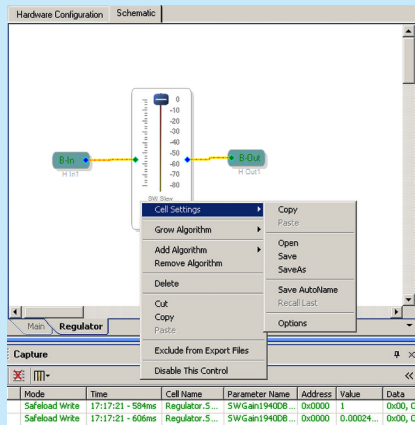 Hardware Configuration Schematic
0
-10
-20
-30
-40
-50
-60
-70
-80
B-In
H In1
B-Out
H Out1
SW Slew
Cell Settings
Grow Algorithm
Add Algorithm
Remove Algorithm
Delete
Cut
Copy
Paste
Exclude from Export Files
Disable This Control
Copy
Paste
Open
Save
SaveAs
Save AutoName
Recall Last
Options
Main Regulator
Capture
Mode Time Cell Name Parameter Name Address Value Data
Safeload Write 17:17:21 - 584ms Regulator.S... SWGain1940DB... 0x0000 1 0x00,
Safeload Write 17:17:21 - 606ms Regulator.S... SWGain1940DB... 0x0000 0.00024... 0x00,